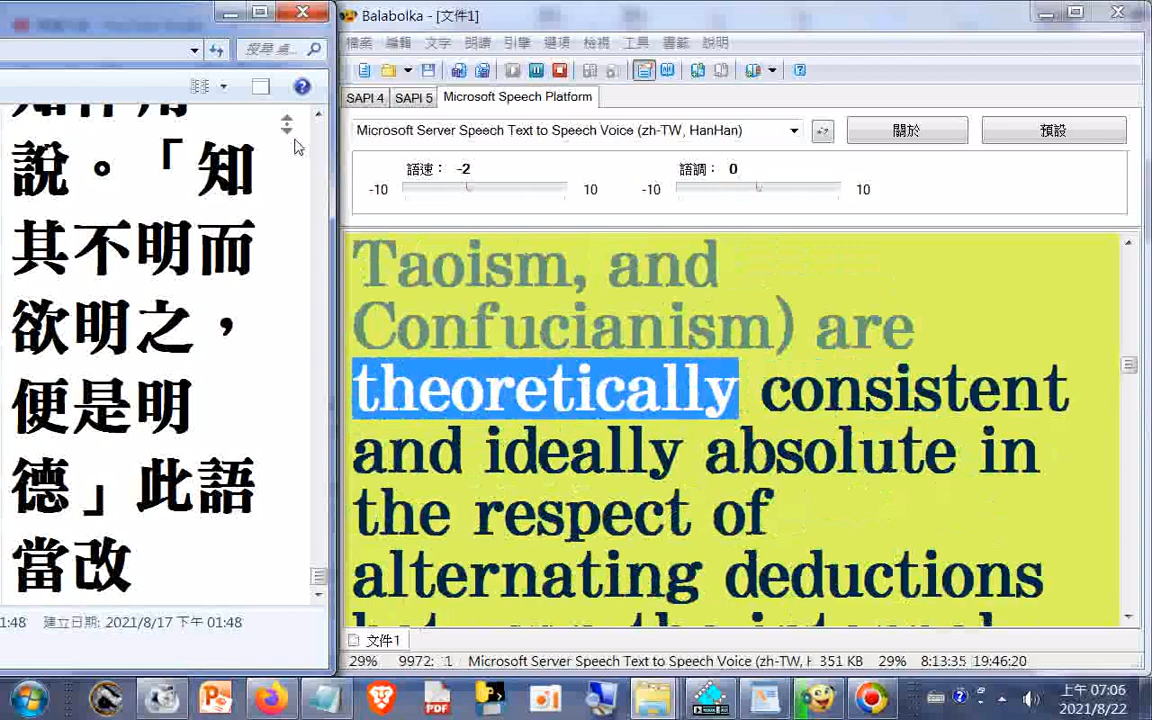 Balabolka - [文件1]
搜尋 桌...
檔案 編輯 文字 朗讀 引擎 選項 檢視 工具 書籤 說明
SAPI 4 SAPI 5 Microsoft Speech Platform
Microsoft Server Speech Text to Speech Voice (zh-TW, HanHan) 關於 預設
語速： -2 語調： 0
-10 10 -10 10
說。「知
其不明而
欲明之，
便是明
德」此語
當改
Taoism, and
Confucianism) are
theoretically consistent
and ideally absolute in
the respect of
alternating deductions
1:48 建立日期: 2021/8/17 下午 01:48
文件1
29% 9972: 1 Microsoft Server Speech Text to Speech Voice (zh-TW, H 351 KB 29% 8:13:35 19:46:20
PDF
上午 07:06
2021/8/22